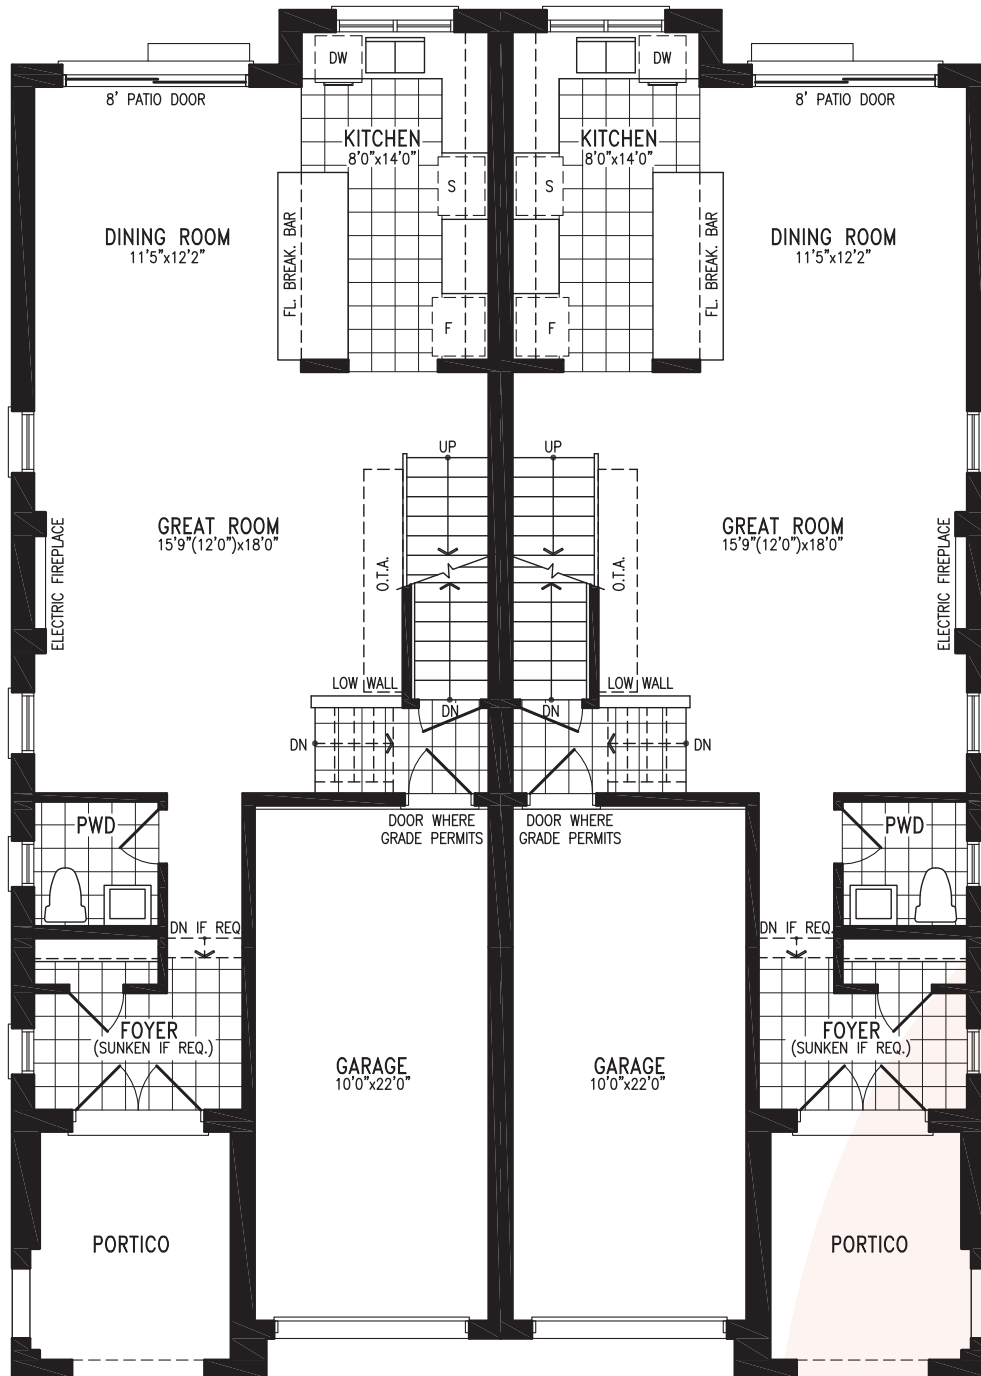 DW
DW
8' PATIO DOOR
8' PATIO DOOR
KITCHEN
8'0"x14'0"
KITCHEN
8'0"x14'0"
S
S
DINING ROOM
11'5"x12'2"
DINING ROOM
11'5"x12'2"
FL. BREAK. BAR
FL. BREAK. BAR
F
F
UP
UP
GREAT ROOM
15'9"(12'0")x18'0"
GREAT ROOM
15'9"(12'0")x18'0"
ELECTRIC FIREPLACE
O.T.A.
O.T.A.
ELECTRIC FIREPLACE
LOW WALL
LOW WALL
DN
DN
DN
DN
DOOR WHERE
GRADE PERMITS
DOOR WHERE
GRADE PERMITS
PWD
PWD
DN IF REQ.
DN IF REQ.
FOYER
(SUNKEN IF REQ.)
FOYER
(SUNKEN IF REQ.)
GARAGE
10'0"x22'0"
GARAGE
10'0"x22'0"
PORTICO
PORTICO